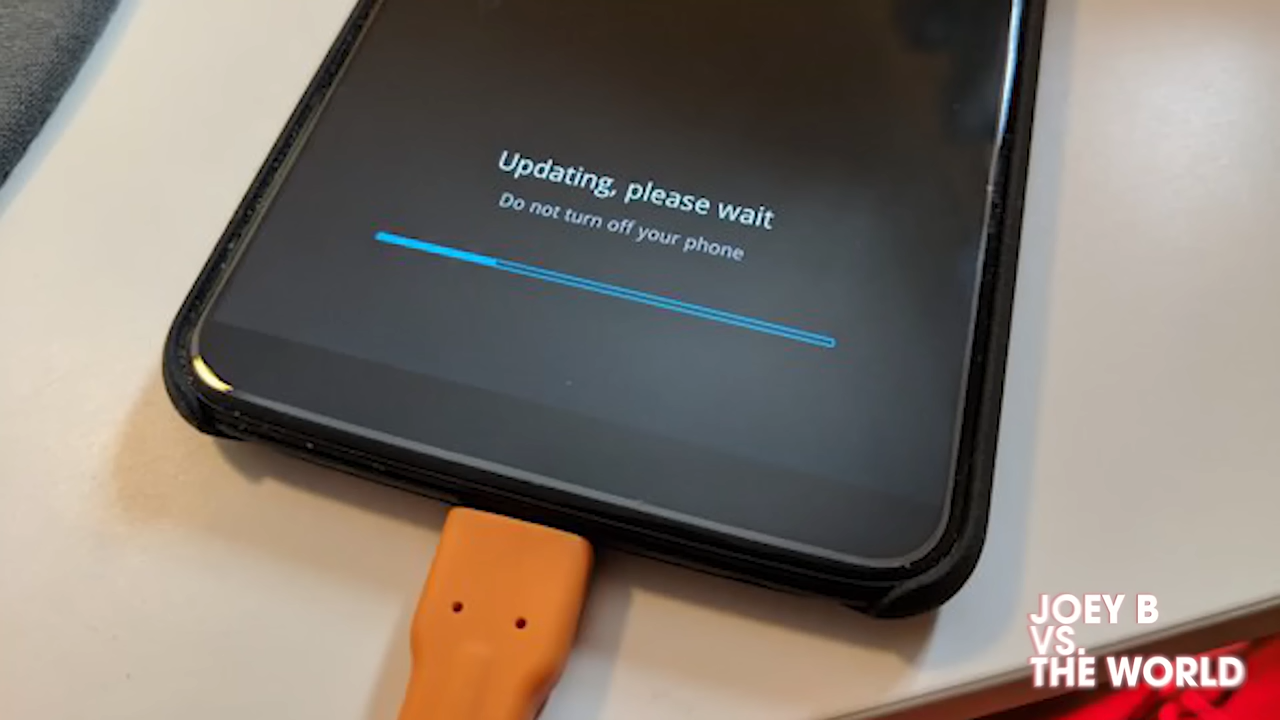 Updating, please wait
Do not turn off your phone
JOEY B
VS.
THE WORLD